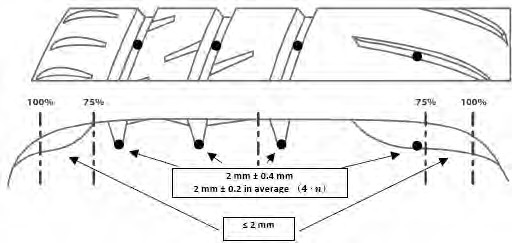 100% 75% 75% 100%
2 mm ± 0.4 mm
2 mm ± 0.2 in average (4 · n)
≤ 2 mm